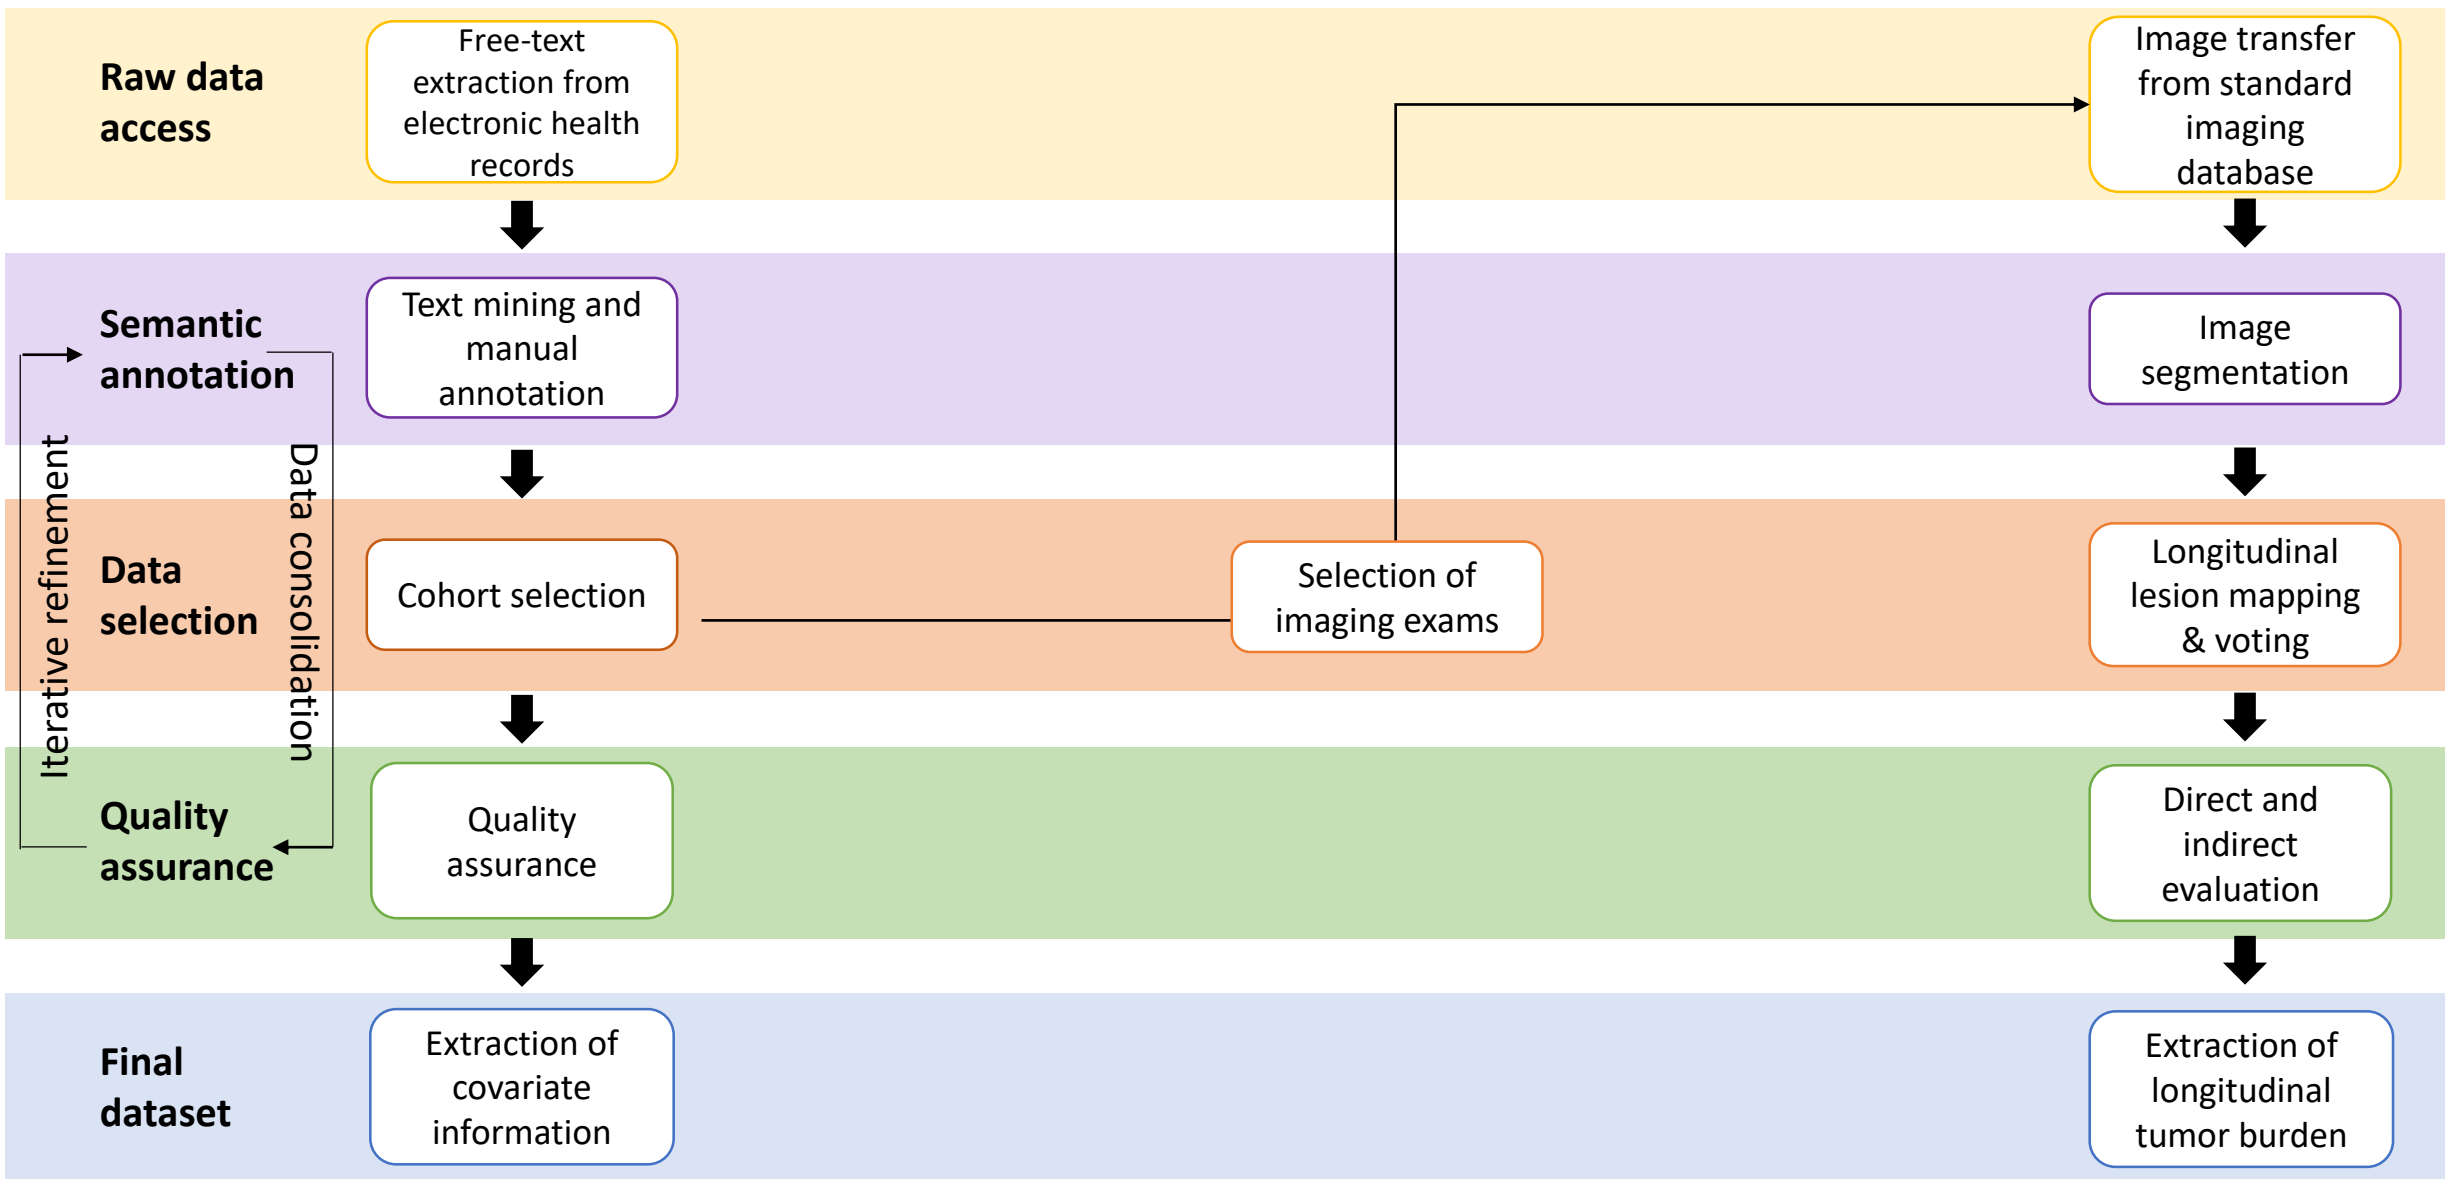 Raw data
access
Free-text
extraction from
electronic health
records
Image transfer
from standard
imaging
database
Semantic
annotation
Text mining and
manual
annotation
Image
segmentation
Iterative refinement
Data consolidation
Data
selection
Cohort selection
Selection of
imaging exams
Longitudinal
lesion mapping
& voting
Quality
assurance
Quality
assurance
Direct and
indirect
evaluation
Final
dataset
Extraction of
covariate
information
Extraction of
longitudinal
tumor burden